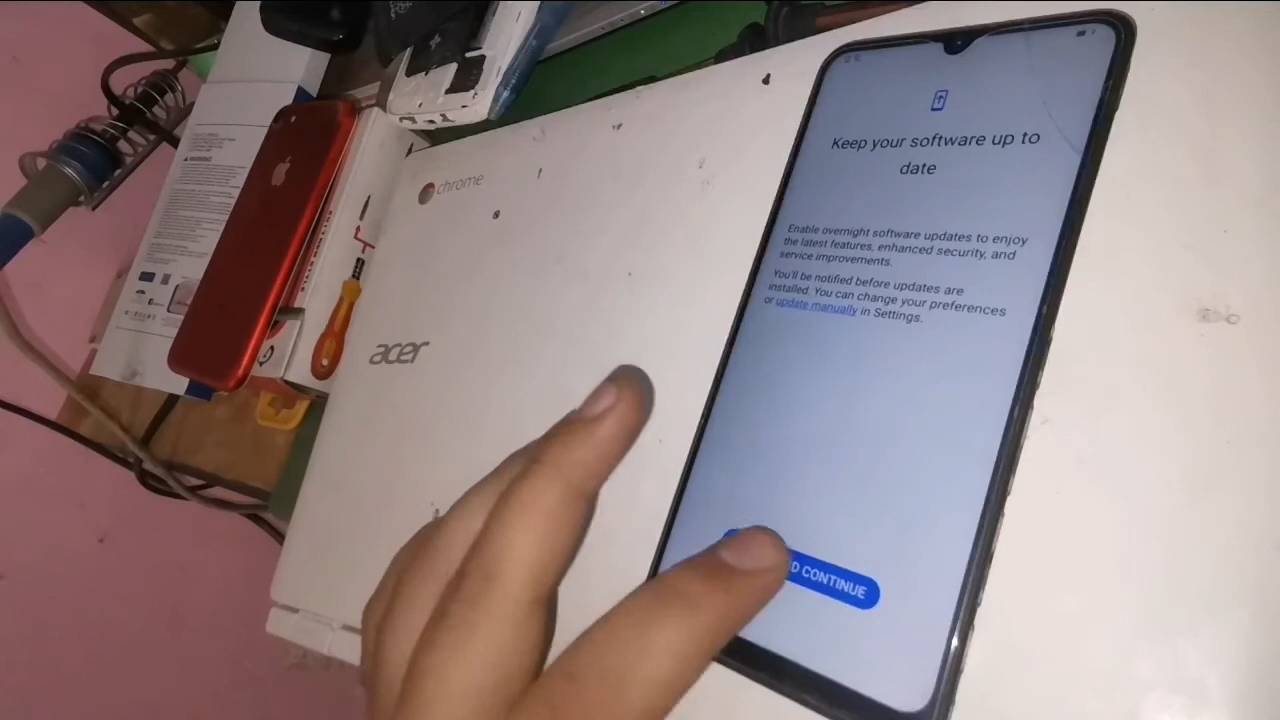 Keep your software up to
date
Enable overnight software updates to enjoy
the latest features, enhanced security, and
service improvements.
You'll be notified before updates are
installed. You can change your preferences
or update manually in Settings.
D CONTINUE
chrome
acer